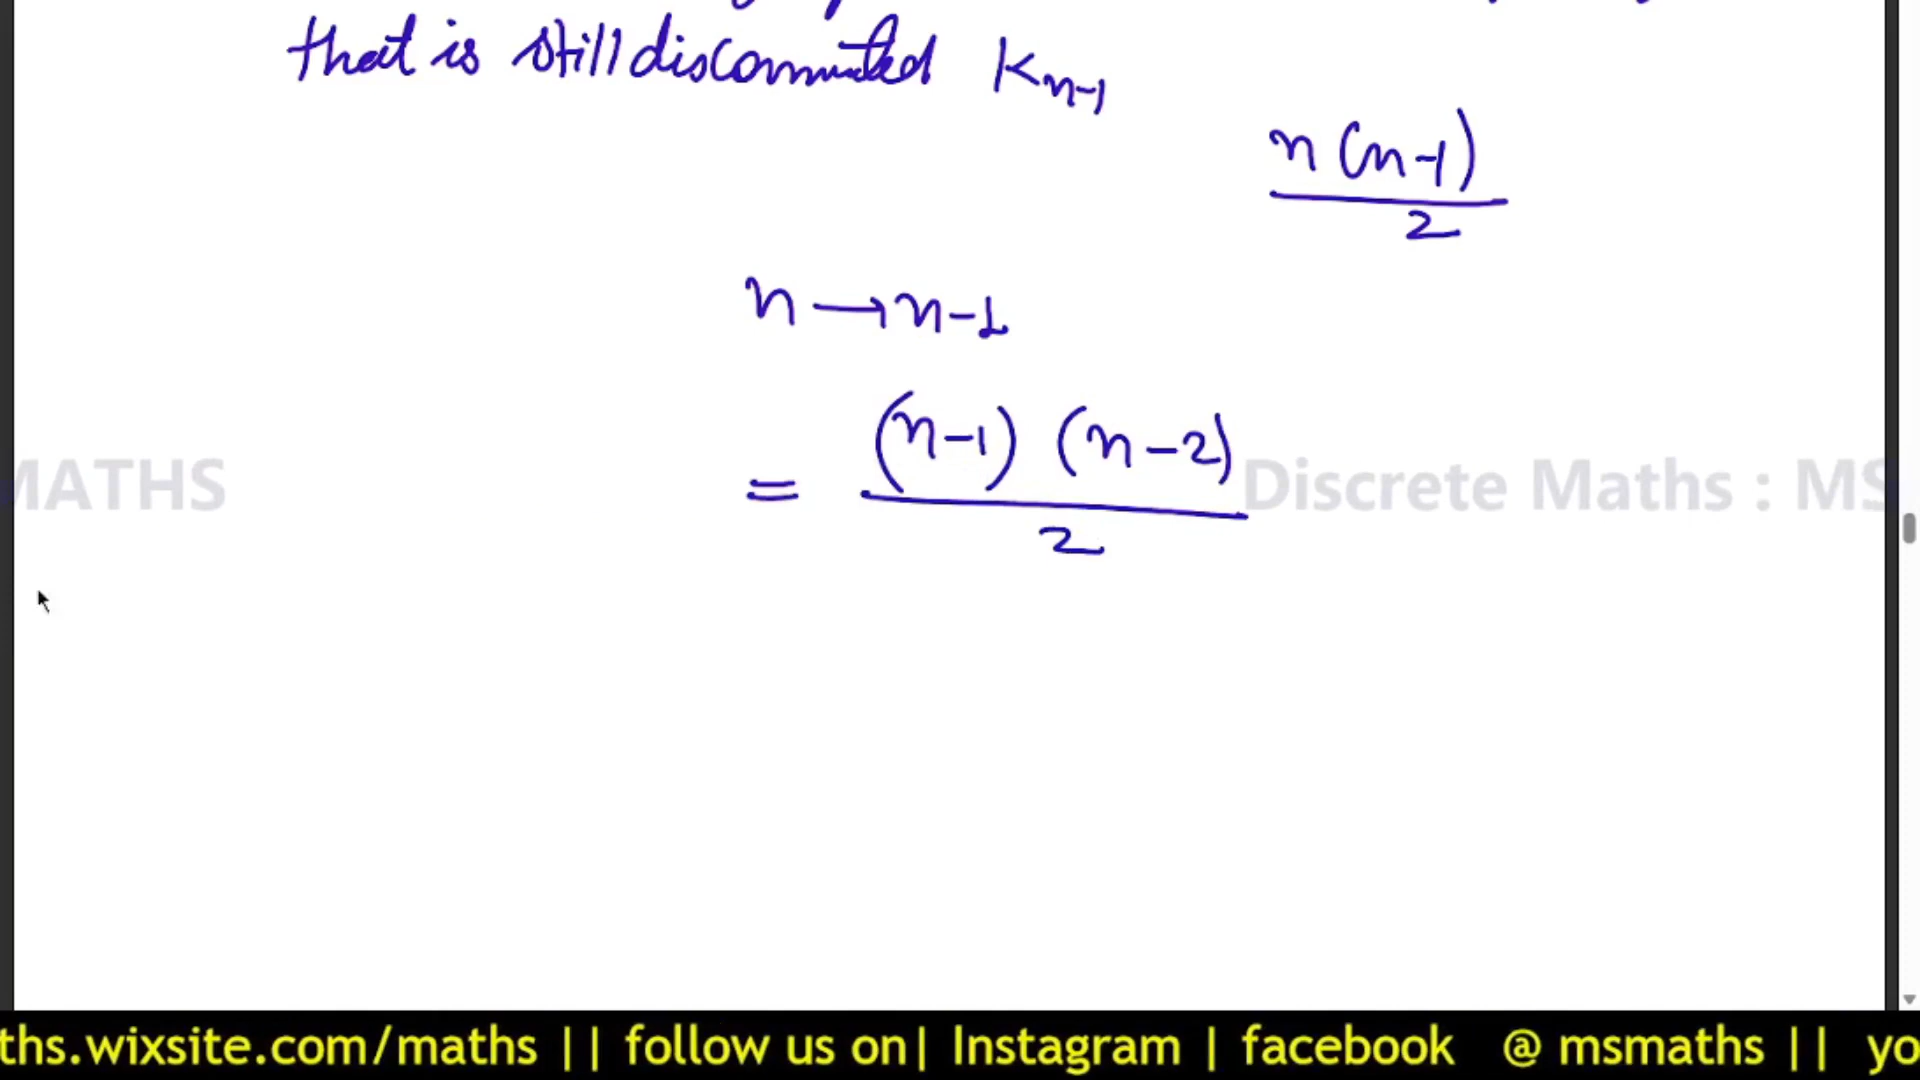 that is still disconnected K_{n-1}
n(n-1)
2
n → n-1
= (n-1) (n-2)
2
MATHS
Discrete Maths : MS
ths.wixsite.com/maths || follow us on| Instagram | facebook @ msmaths || yo